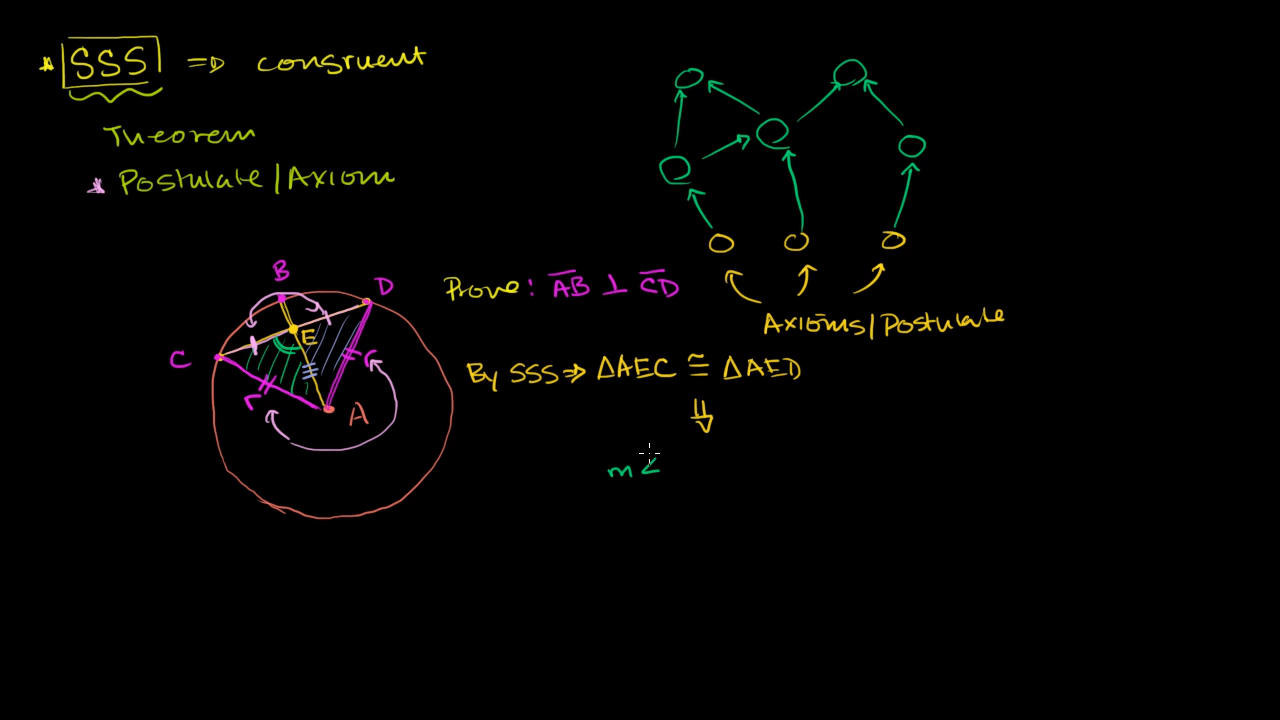 *SSS ⇒ congruent
Theorem
* Postulate/Axiom
Prove: AB ⊥ CD
Axioms/Postulate
By SSS ⇒ ΔAEC ≅ ΔAED
⇓
m∠
B
D
C
E
r
r
A